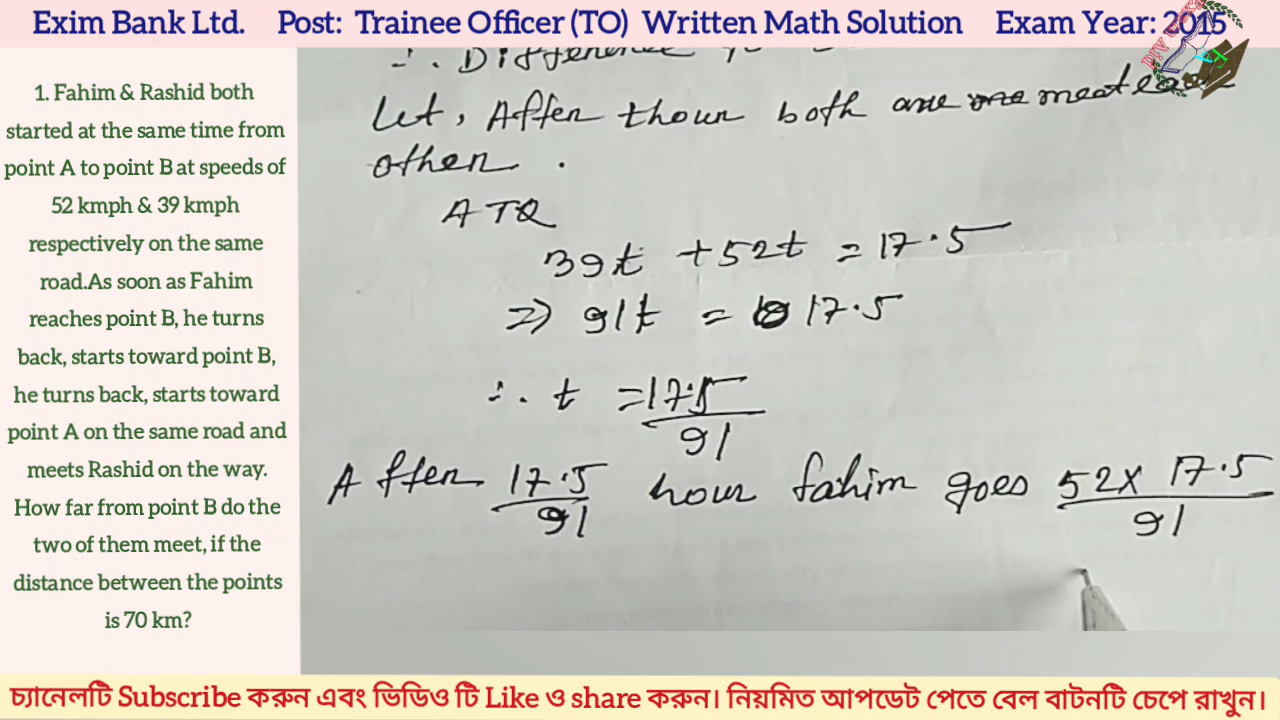 Exim Bank Ltd. Post: Trainee Officer (TO) Written Math Solution Exam Year: 2015
1. Fahim & Rashid both
started at the same time from
point A to point B at speeds of
52 kmph & 39 kmph
respectively on the same
road.As soon as Fahim
reaches point B, he turns
back, starts toward point B,
he turns back, starts toward
point A on the same road and
meets Rashid on the way.
How far from point B do the
two of them meet, if the
distance between the points
is 70 km?
∴ Difference
Let, After t hour both are meet each
other .
ATQ
39t + 52t = 17.5
=> 91t = 17.5
∴ t = 17.5/91
After 17.5/91 hour fahim goes 52 x 17.5/91
চ্যানেলটি Subscribe করুন এবং ভিডিও টি Like ও share করুন। নিয়মিত আপডেট পেতে বেল বাটনটি চেপে রাখুন।